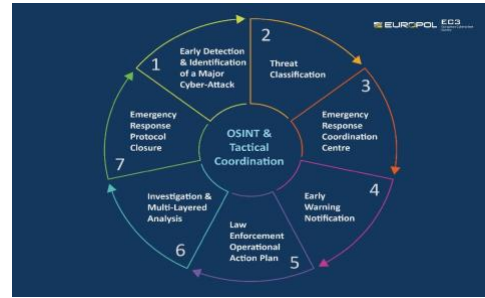 EUROPOL EC3
1
Early Detection
& Identification
of a Major
Cyber-Attack
2
Threat
Classification
3
Emergency
Response
Coordination
Centre
4
Early
Warning
Notification
5
Law
Enforcement
Operational
Action Plan
6
Investigation &
Multi-Layered
Analysis
7
Emergency
Response
Protocol
Closure
OSINT &
Tactical
Coordination